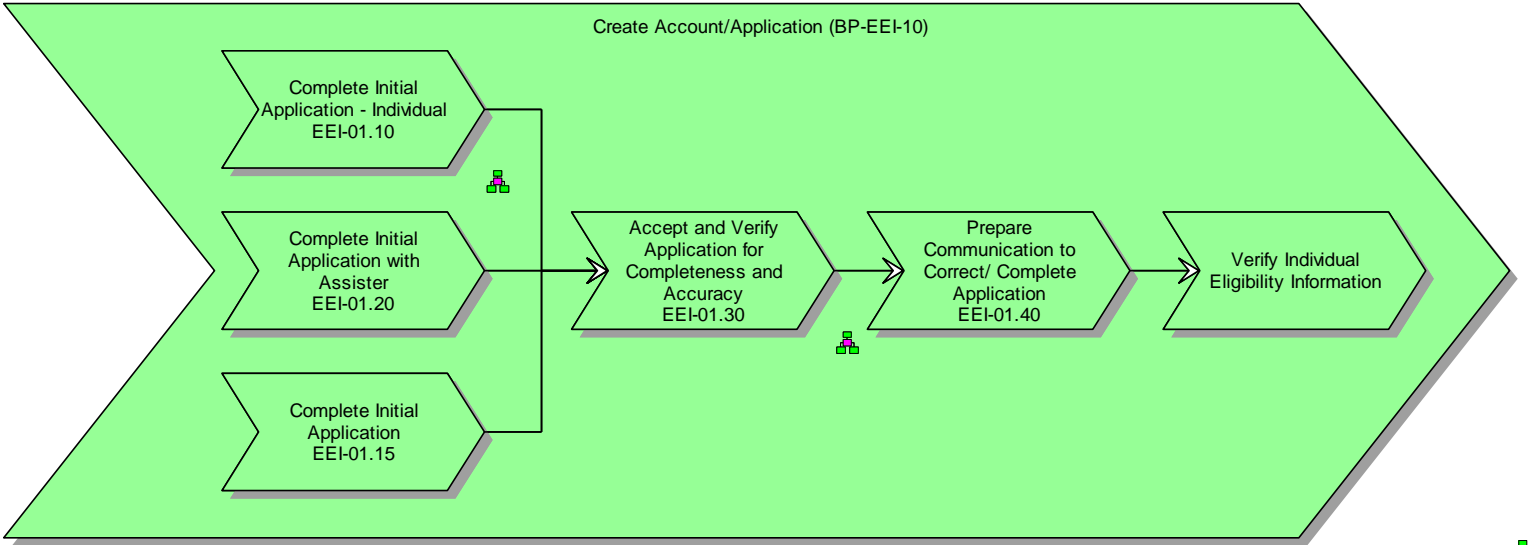 Create Account/Application (BP-EEI-10)
Complete Initial
Application - Individual
EEI-01.10
Complete Initial
Application with
Assister
EEI-01.20
Complete Initial
Application
EEI-01.15
Accept and Verify
Application for
Completeness and
Accuracy
EEI-01.30
Prepare
Communication to
Correct/ Complete
Application
EEI-01.40
Verify Individual
Eligibility Information